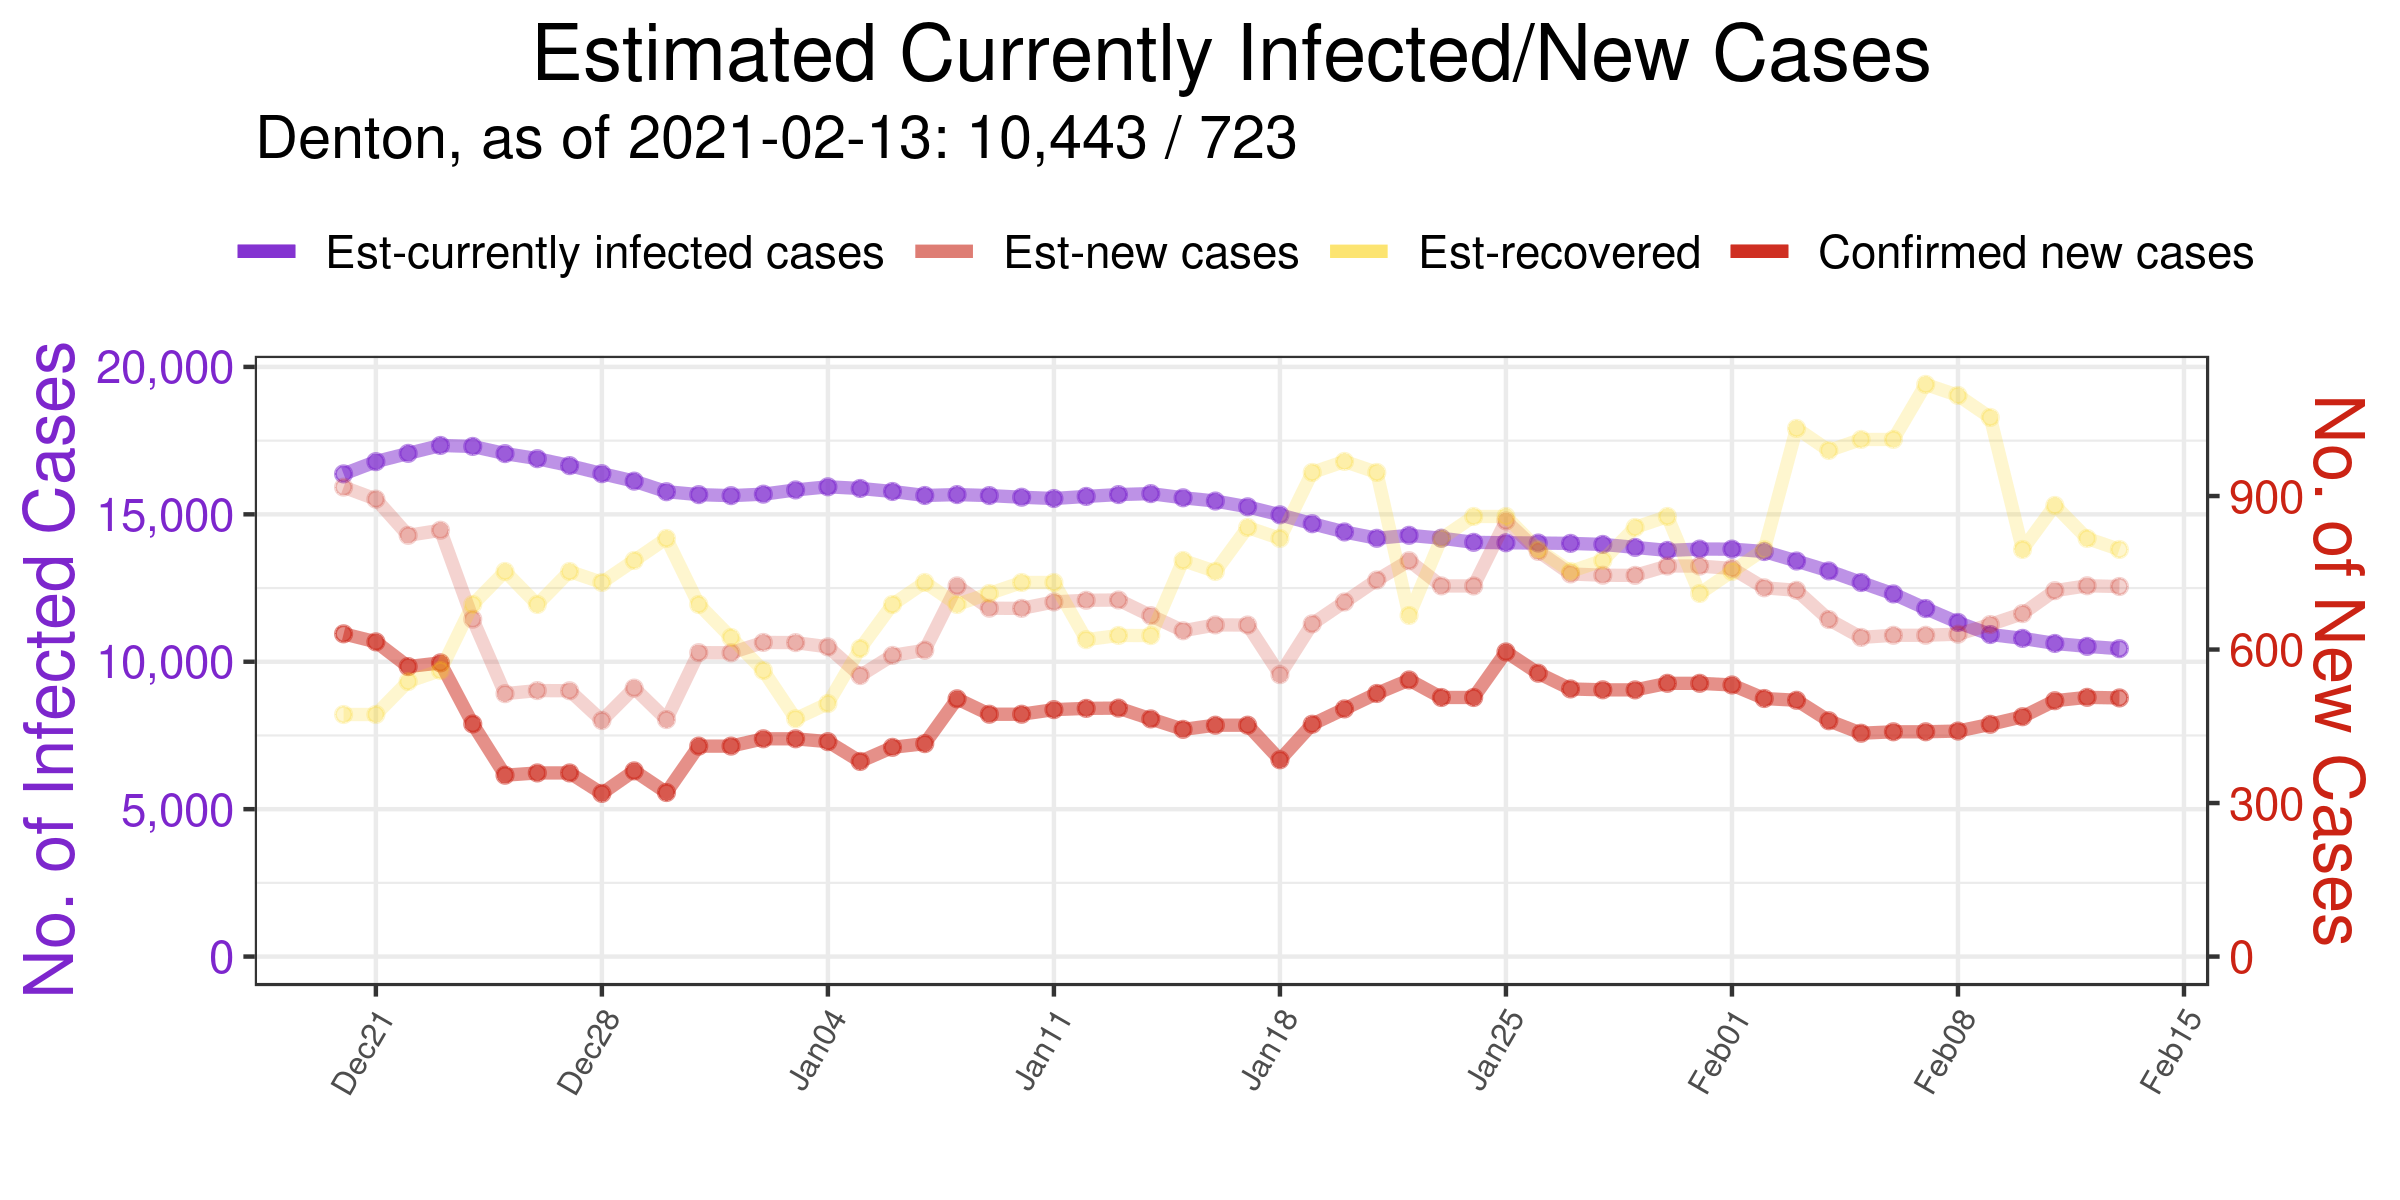 Estimated Currently Infected/New Cases
Denton, as of 2021-02-13: 10,443 / 723
Est-currently infected cases Est-new cases Est-recovered Confirmed new cases
No. of Infected Cases
20,000
15,000
10,000
5,000
0
No. of New Cases
900
600
300
0
Dec21 Dec28 Jan04 Jan11 Jan18 Jan25 Feb01 Feb08 Feb15